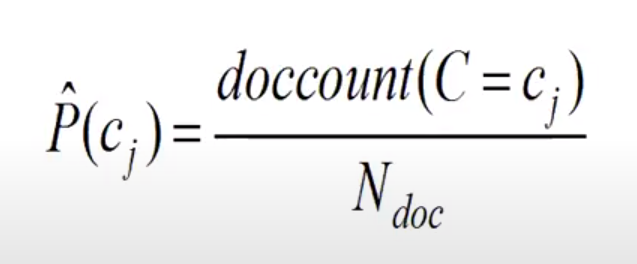 P̂(c_j) = doccount(C = c_j) / N_doc